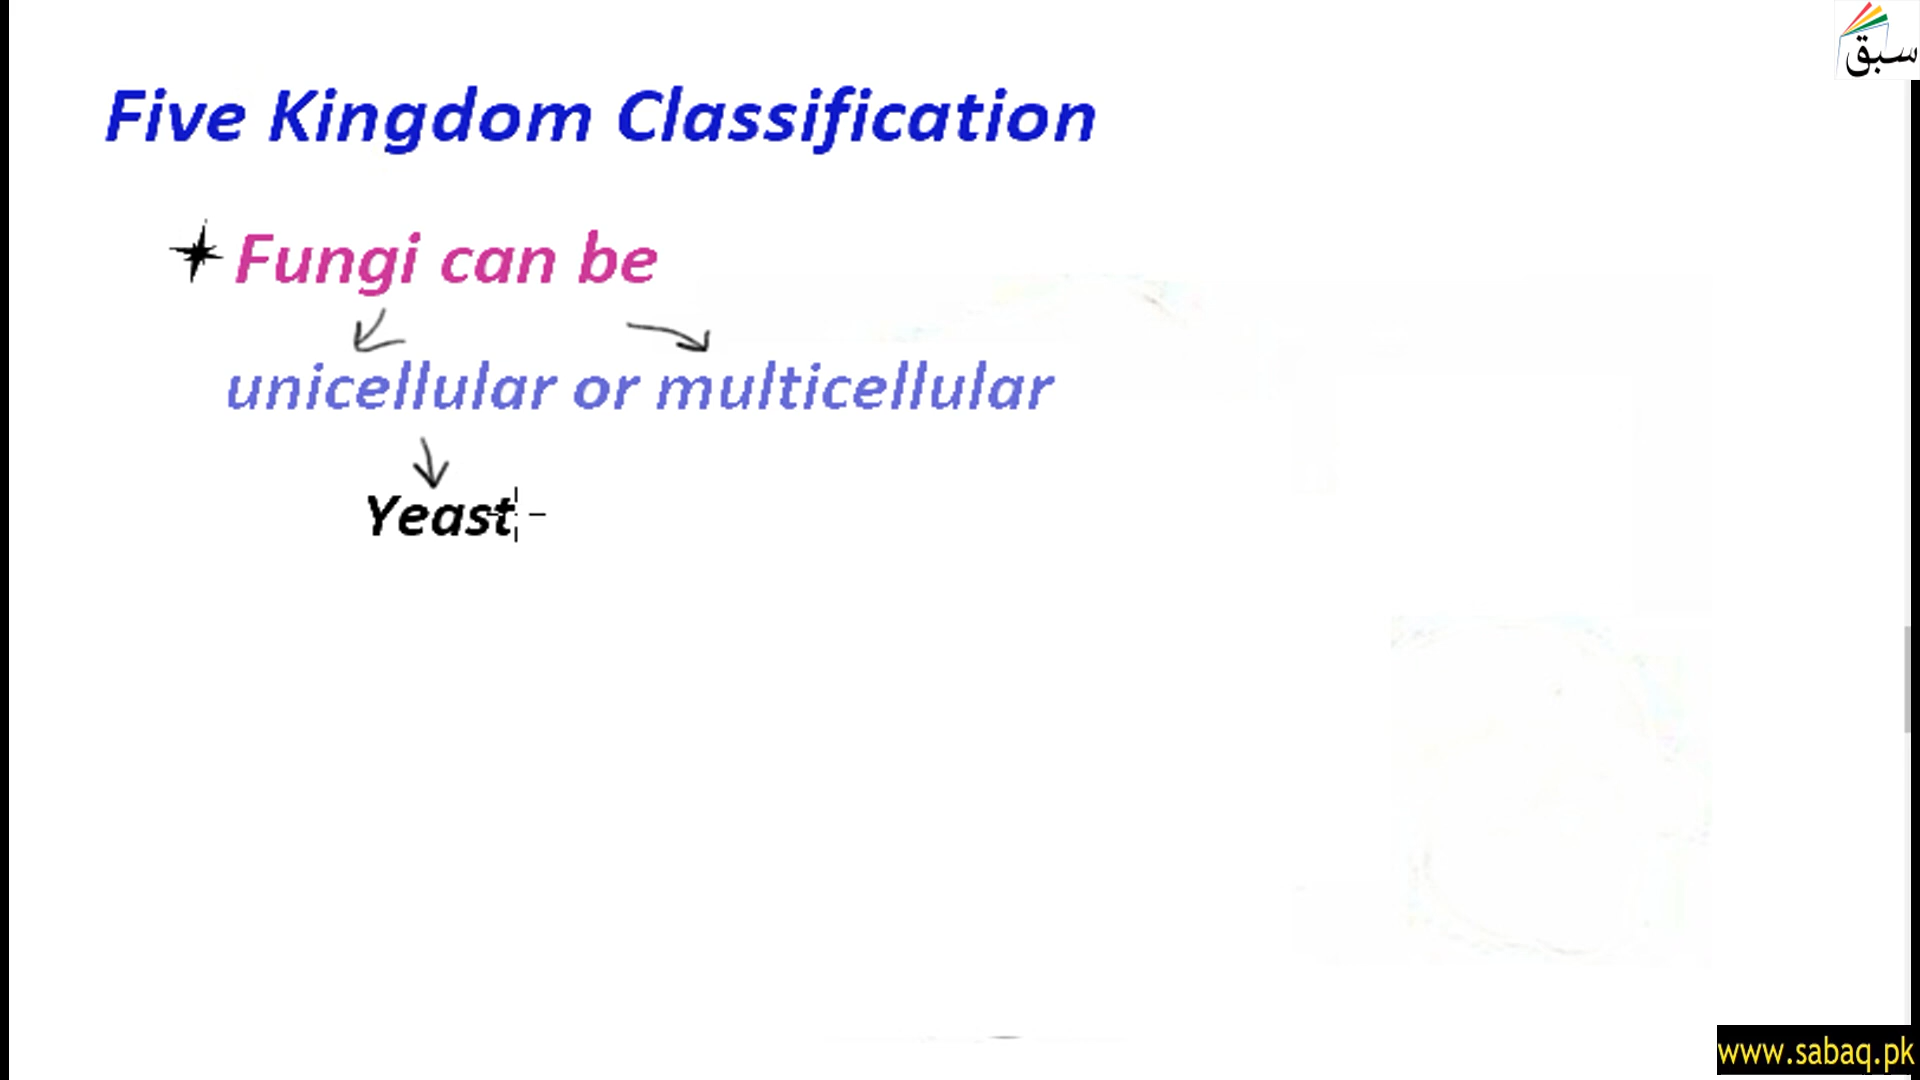 سبق
Five Kingdom Classification
Fungi can be
unicellular or multicellular
Yeast
www.sabaq.pk